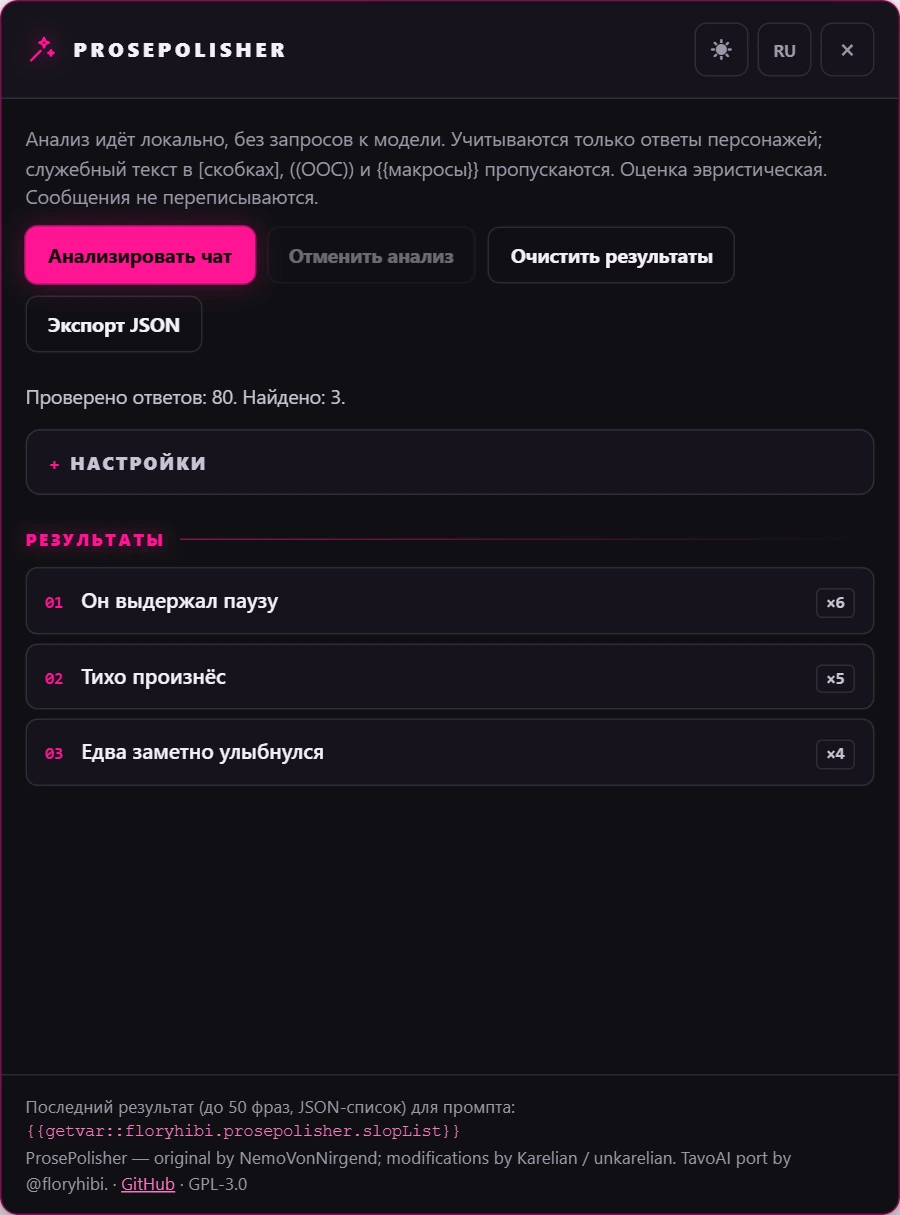 PROSEPOLISHER
RU
×
Анализ идёт локально, без запросов к модели. Учитываются только ответы персонажей;
служебный текст в [скобках], ((OOC)) и {{макросы}} пропускаются. Оценка эвристическая.
Сообщения не переписываются.
Анализировать чат
Отменить анализ
Очистить результаты
Экспорт JSON
Проверено ответов: 80. Найдено: 3.
+ НАСТРОЙКИ
РЕЗУЛЬТАТЫ
01 Он выдержал паузу ×6
02 Тихо произнёс ×5
03 Едва заметно улыбнулся ×4
Последний результат (до 50 фраз, JSON-список) для промпта:
{{getvar::floryhibi.prosepolisher.slopList}}
ProsePolisher — original by NemoVonNirgend; modifications by Karelian / unkarelian. TavoAI port by
@floryhibi. · GitHub · GPL-3.0